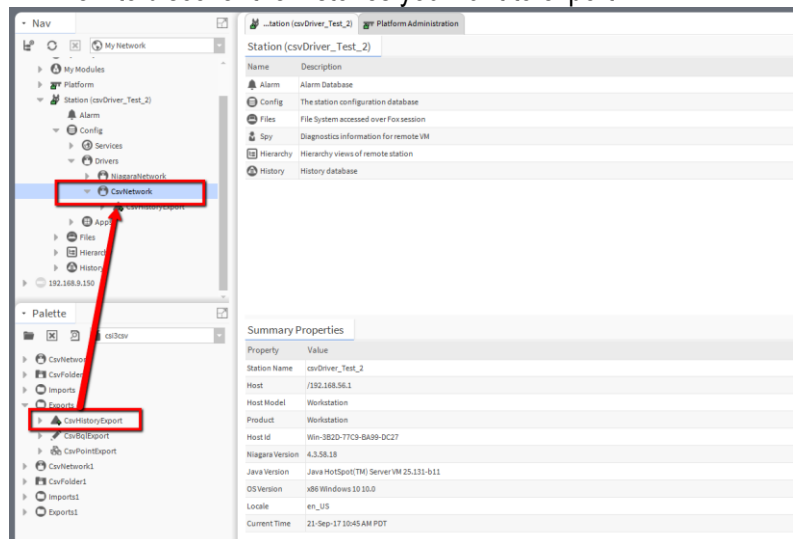 Nav
My Network
My Modules
Platform
Station (csvDriver_Test_2)
Alarm
Config
Services
Drivers
NiagaraNetwork
CsvNetwork
CsvHistoryExport
Apps
Files
Hierarch
History
192.168.9.150
Palette
csi3csv
CsvNetwor
CsvFolder
Imports
Exports
CsvHistoryExport
CsvBqlExport
CsvPointExport
CsvNetwork1
CsvFolder1
Imports1
Exports1
...tation (csvDriver_Test_2) Platform Administration
Station (csvDriver_Test_2)
Name Description
Alarm Alarm Database
Config The station configuration database
Files File System accessed over Fox session
Spy Diagnostics information for remote VM
Hierarchy Hierarchy views of remote station
History History database
Summary Properties
Property Value
Station Name csvDriver_Test_2
Host /192.168.56.1
Host Model Workstation
Product Workstation
Host Id Win-3B2D-77C9-BA99-DC27
Niagara Version 4.3.58.18
Java Version Java HotSpot(TM) Server VM 25.131-b11
OS Version x86 Windows 10 10.0
Locale en_US
Current Time 21-Sep-17 10:45 AM PDT